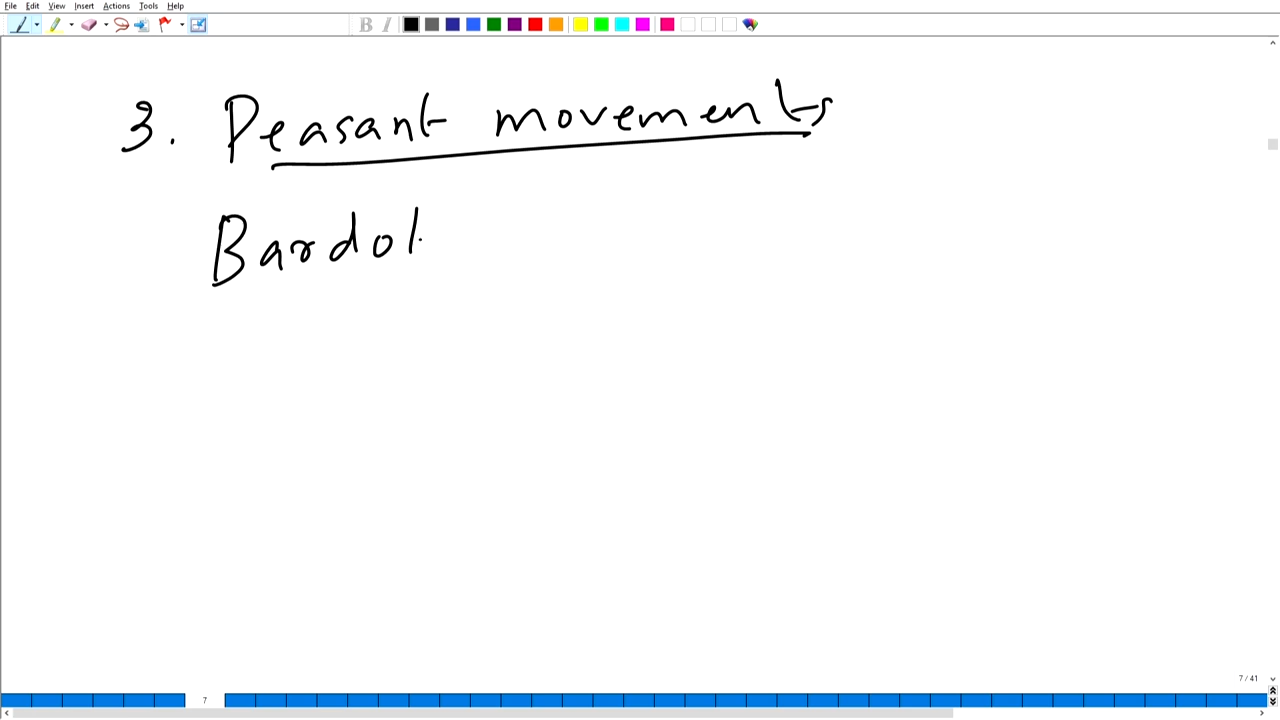 File Edit View Insert Actions Tools Help
B I
3. Peasant movements
Bardol
7 / 41
7